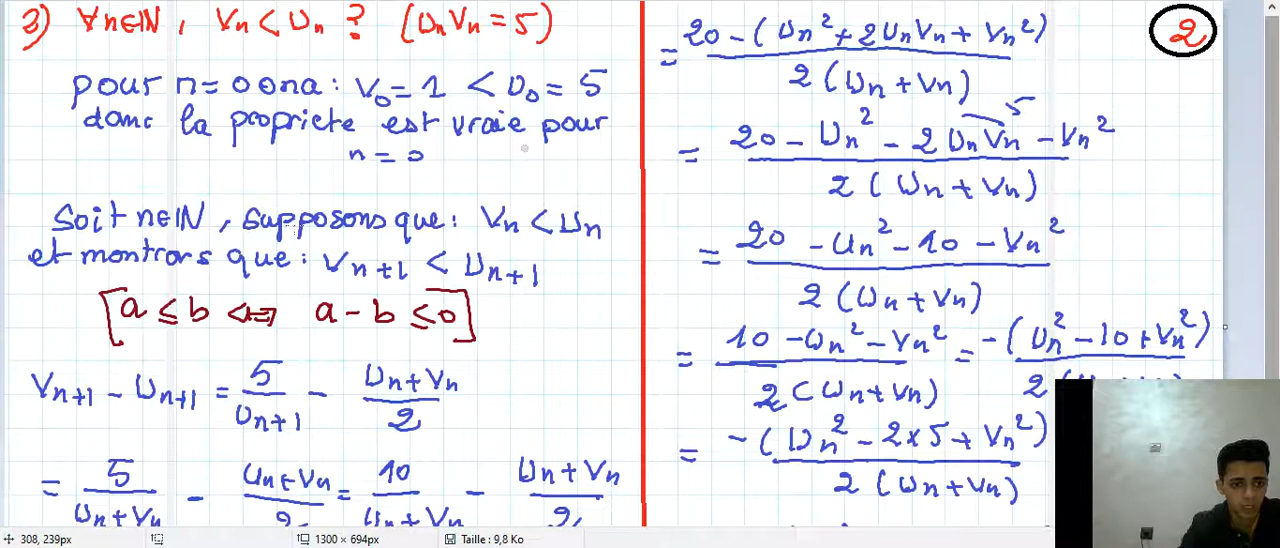 3) ∀n∈IN, Vn < Un ? (UnVn = 5)
pour n=0 ona: V0 = 1 < U0 = 5
donc la propriete est vraie pour
n = 0
Soit n∈IN, supposons que: Vn < Un
et montrons que: Vn+1 < Un+1
[a ≤ b ⟺ a - b ≤ 0]
Vn+1 - Un+1 = 5/Un+1 - (Un+Vn)/2
= 5/((Un+Vn)/2) - (Un+Vn)/2 = 10/(Un+Vn) - (Un+Vn)/2
2
= (20 - (Un² + 2UnVn + Vn²))/(2(Un + Vn))
5
= (20 - Un² - 2UnVn - Vn²)/(2(Un + Vn))
= (20 - Un² - 10 - Vn²)/(2(Un + Vn))
= (10 - Un² - Vn²)/(2(Un+Vn)) = -(Un² - 10 + Vn²)/2
= -(Un² - 2×5 + Vn²)/(2(Un+Vn))
308, 239px
1300 × 694px
Taille : 9,8 Ko